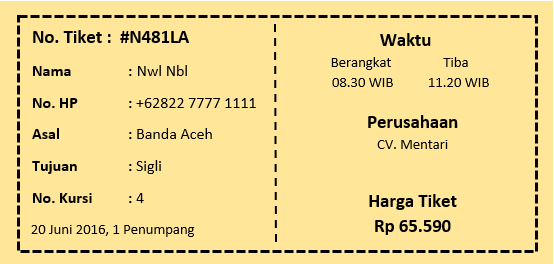 No. Tiket : #N481LA
Nama : Nwl Nbl
No. HP : +62822 7777 1111
Asal : Banda Aceh
Tujuan : Sigli
No. Kursi : 4
20 Juni 2016, 1 Penumpang
Waktu
Berangkat Tiba
08.30 WIB 11.20 WIB
Perusahaan
CV. Mentari
Harga Tiket
Rp 65.590